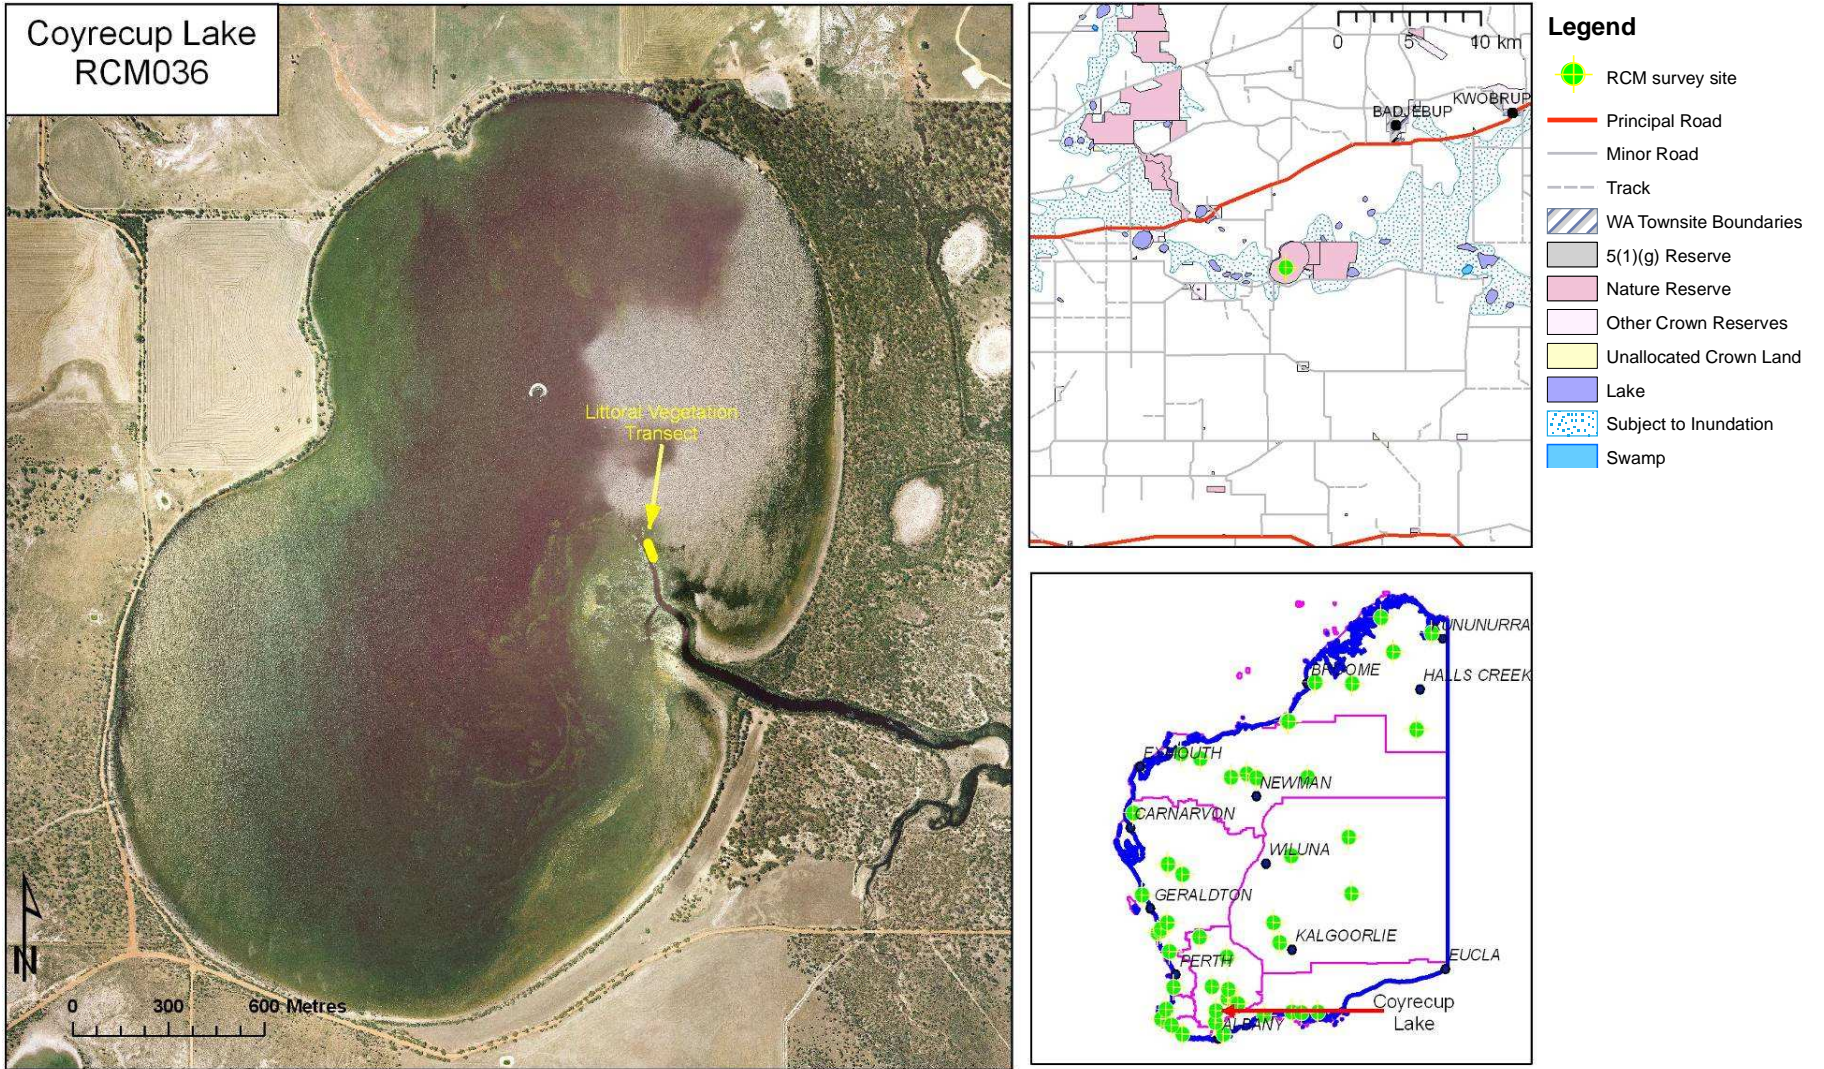 Coyrecup Lake
RCM036
Littoral Vegetation
Transect
N
0 300 600 Metres
0 5 10 km
BADJEBUP
KWOBRUP
Legend
RCM survey site
Principal Road
Minor Road
Track
WA Townsite Boundaries
5(1)(g) Reserve
Nature Reserve
Other Crown Reserves
Unallocated Crown Land
Lake
Subject to Inundation
Swamp
KUNUNURRA
BROOME
HALLS CREEK
EXMOUTH
NEWMAN
CARNARVON
WILUNA
GERALDTON
KALGOORLIE
PERTH
EUCLA
Coyrecup
Lake
ALBANY